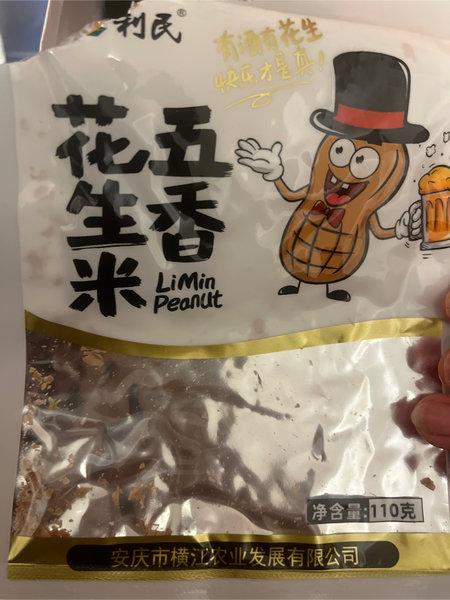 利民®
有酒有花生
快乐才是真！
五香
花生米
LiMin
Peanut
净含量:110克
安庆市横江农业发展有限公司